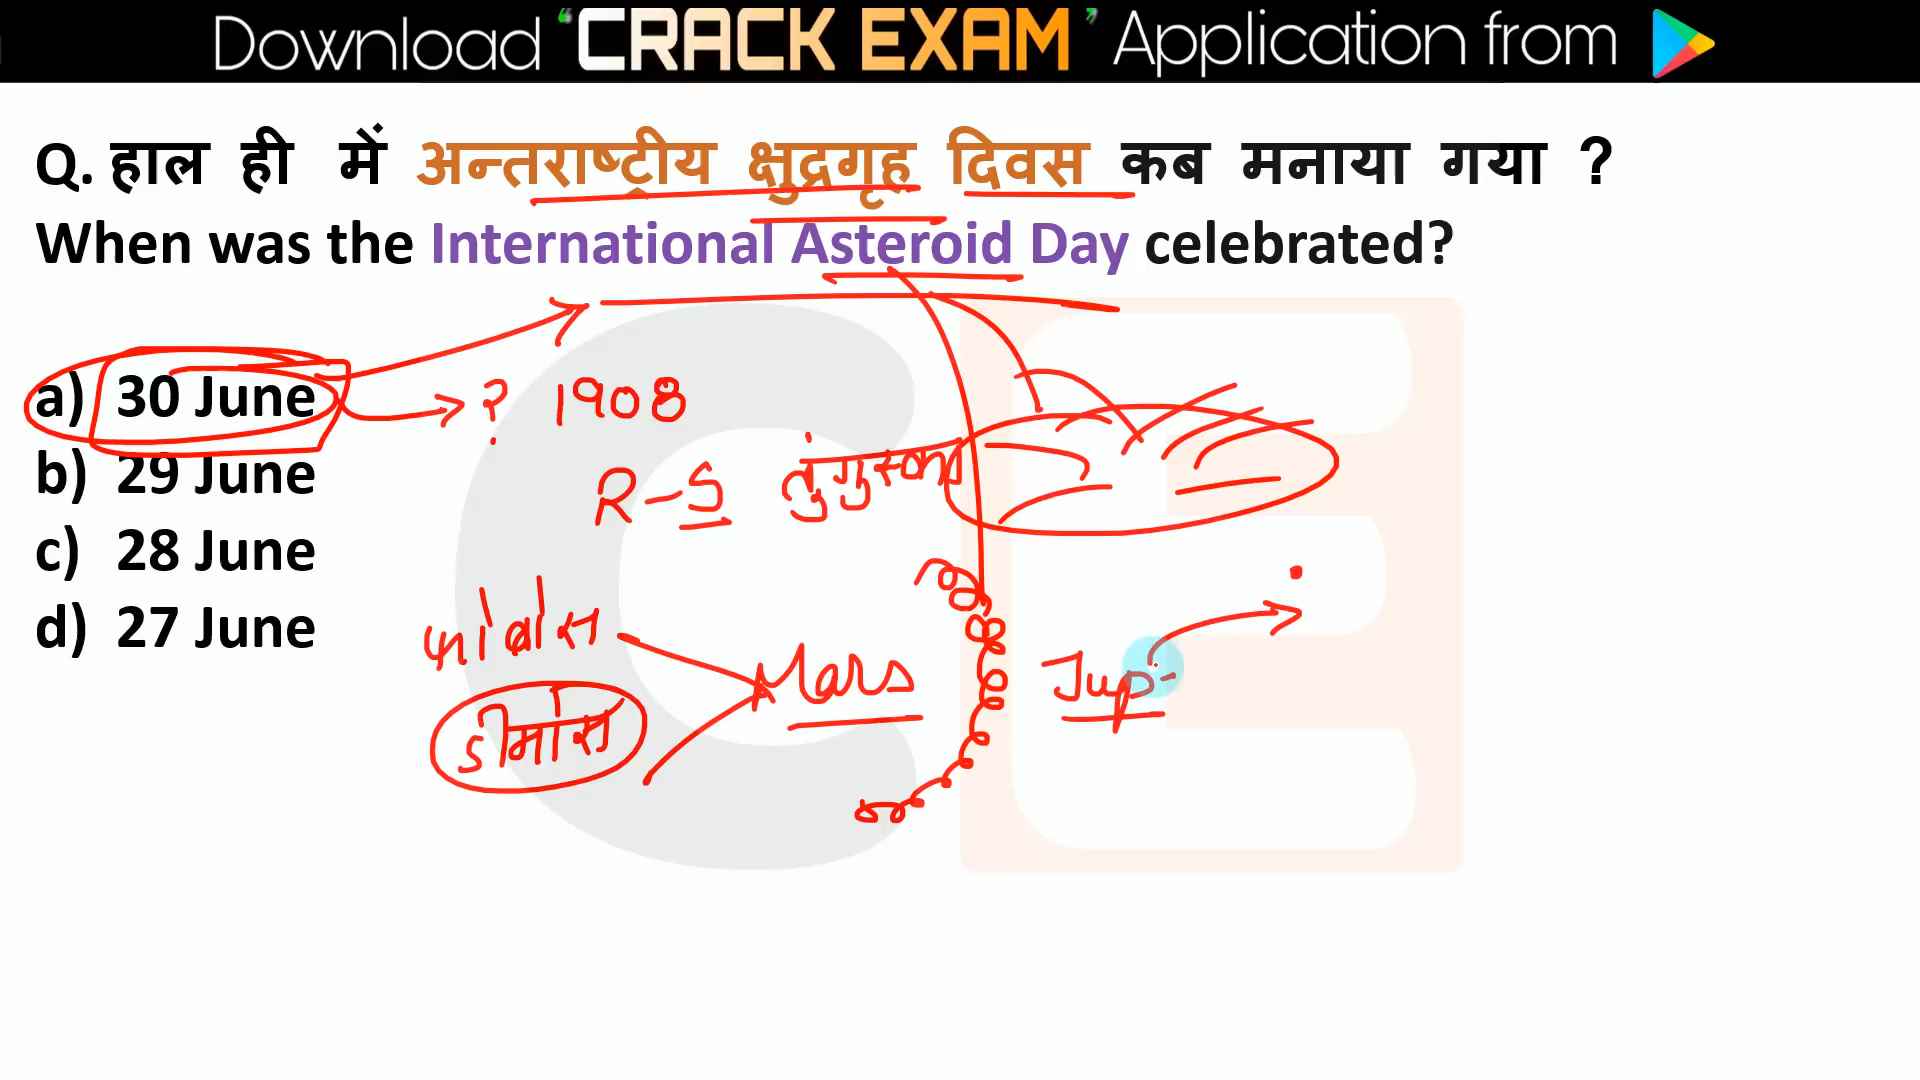 Download 'CRACK EXAM' Application from
Q. हाल ही में अन्तराष्ट्रीय क्षुद्रगृह दिवस कब मनाया गया ?
When was the International Asteroid Day celebrated?
a) 30 June
? 1908
b) 29 June
R-S
c) 28 June
d) 27 June
Mars
Jup